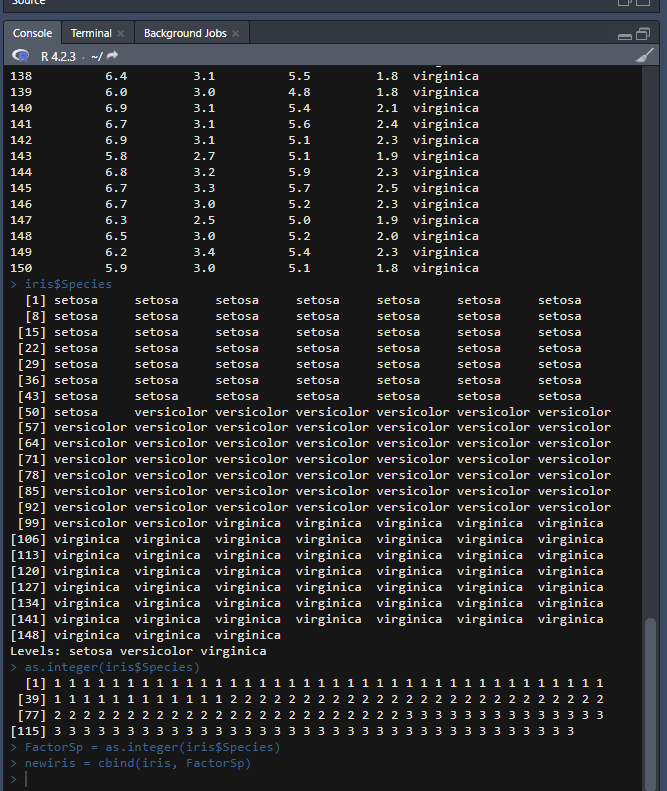 Source
Console Terminal Background Jobs
R 4.2.3 · ~/
138 6.4 3.1 5.5 1.8 virginica
139 6.0 3.0 4.8 1.8 virginica
140 6.9 3.1 5.4 2.1 virginica
141 6.7 3.1 5.6 2.4 virginica
142 6.9 3.1 5.1 2.3 virginica
143 5.8 2.7 5.1 1.9 virginica
144 6.8 3.2 5.9 2.3 virginica
145 6.7 3.3 5.7 2.5 virginica
146 6.7 3.0 5.2 2.3 virginica
147 6.3 2.5 5.0 1.9 virginica
148 6.5 3.0 5.2 2.0 virginica
149 6.2 3.4 5.4 2.3 virginica
150 5.9 3.0 5.1 1.8 virginica
> iris$Species
[1] setosa setosa setosa setosa setosa setosa setosa
[8] setosa setosa setosa setosa setosa setosa setosa
[15] setosa setosa setosa setosa setosa setosa setosa
[22] setosa setosa setosa setosa setosa setosa setosa
[29] setosa setosa setosa setosa setosa setosa setosa
[36] setosa setosa setosa setosa setosa setosa setosa
[43] setosa setosa setosa setosa setosa setosa setosa
[50] setosa versicolor versicolor versicolor versicolor versicolor versicolor
[57] versicolor versicolor versicolor versicolor versicolor versicolor versicolor
[64] versicolor versicolor versicolor versicolor versicolor versicolor versicolor
[71] versicolor versicolor versicolor versicolor versicolor versicolor versicolor
[78] versicolor versicolor versicolor versicolor versicolor versicolor versicolor
[85] versicolor versicolor versicolor versicolor versicolor versicolor versicolor
[92] versicolor versicolor versicolor versicolor versicolor versicolor versicolor
[99] versicolor versicolor virginica virginica virginica virginica virginica
[106] virginica virginica virginica virginica virginica virginica virginica
[113] virginica virginica virginica virginica virginica virginica virginica
[120] virginica virginica virginica virginica virginica virginica virginica
[127] virginica virginica virginica virginica virginica virginica virginica
[134] virginica virginica virginica virginica virginica virginica virginica
[141] virginica virginica virginica virginica virginica virginica virginica
[148] virginica virginica virginica
Levels: setosa versicolor virginica
> as.integer(iris$Species)
[1] 1 1 1 1 1 1 1 1 1 1 1 1 1 1 1 1 1 1 1 1 1 1 1 1 1 1 1 1 1 1 1 1 1 1 1 1 1 1
[39] 1 1 1 1 1 1 1 1 1 1 1 1 2 2 2 2 2 2 2 2 2 2 2 2 2 2 2 2 2 2 2 2 2 2 2 2 2 2
[77] 2 2 2 2 2 2 2 2 2 2 2 2 2 2 2 2 2 2 2 2 2 2 2 2 3 3 3 3 3 3 3 3 3 3 3 3 3 3
[115] 3 3 3 3 3 3 3 3 3 3 3 3 3 3 3 3 3 3 3 3 3 3 3 3 3 3 3 3 3 3 3 3 3 3 3 3
> FactorSp = as.integer(iris$Species)
> newiris = cbind(iris, FactorSp)
>